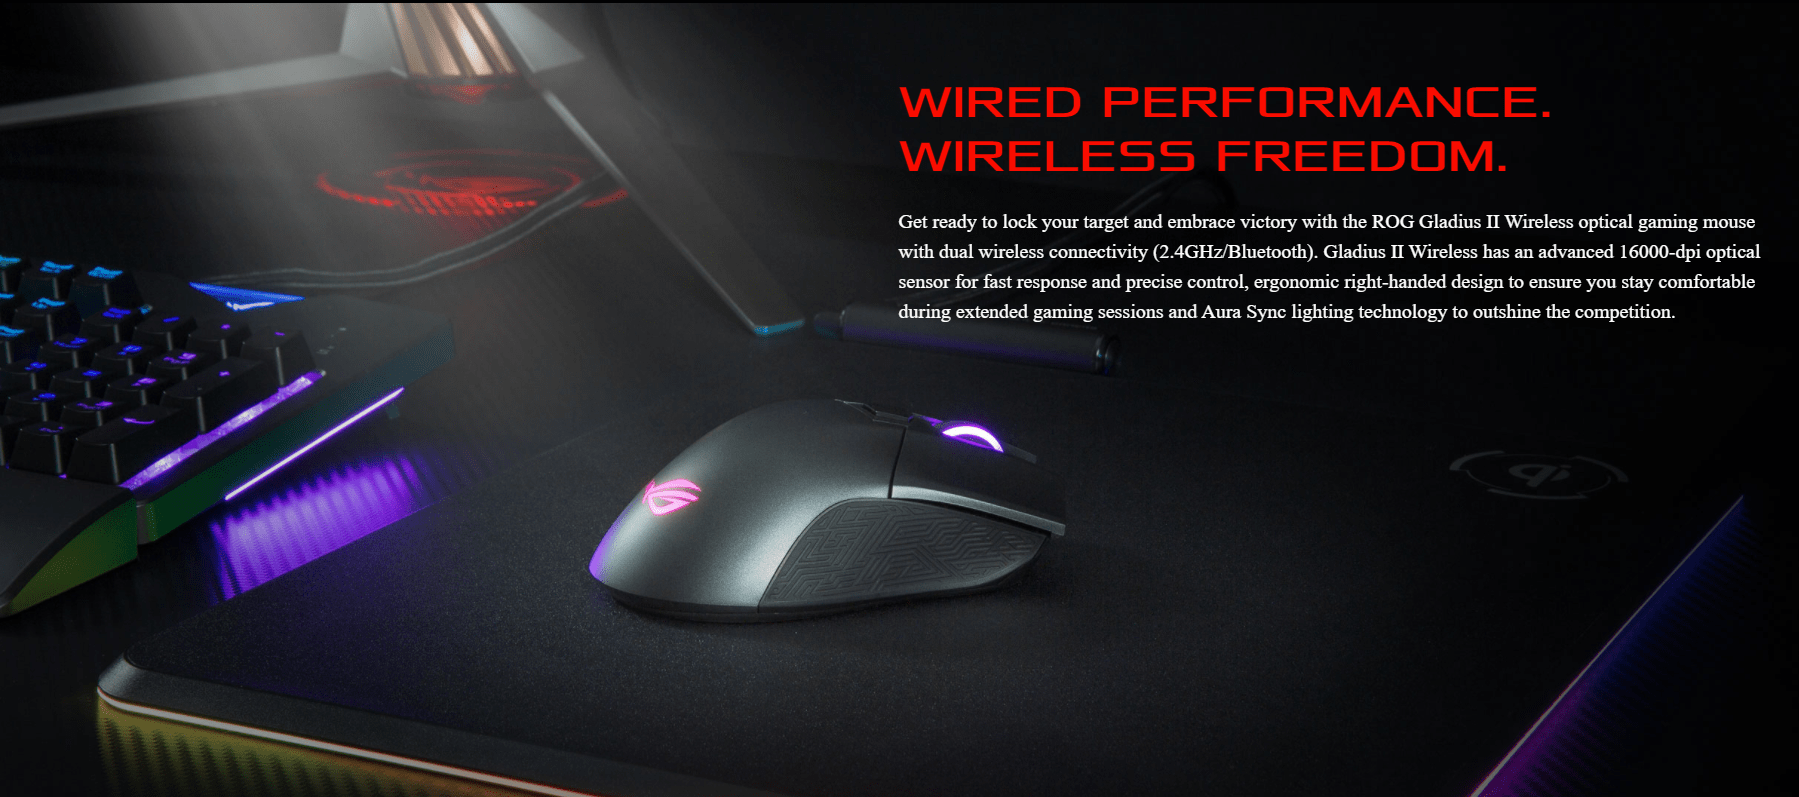 WIRED PERFORMANCE.
WIRELESS FREEDOM.
Get ready to lock your target and embrace victory with the ROG Gladius II Wireless optical gaming mouse
with dual wireless connectivity (2.4GHz/Bluetooth). Gladius II Wireless has an advanced 16000-dpi optical
sensor for fast response and precise control, ergonomic right-handed design to ensure you stay comfortable
during extended gaming sessions and Aura Sync lighting technology to outshine the competition.